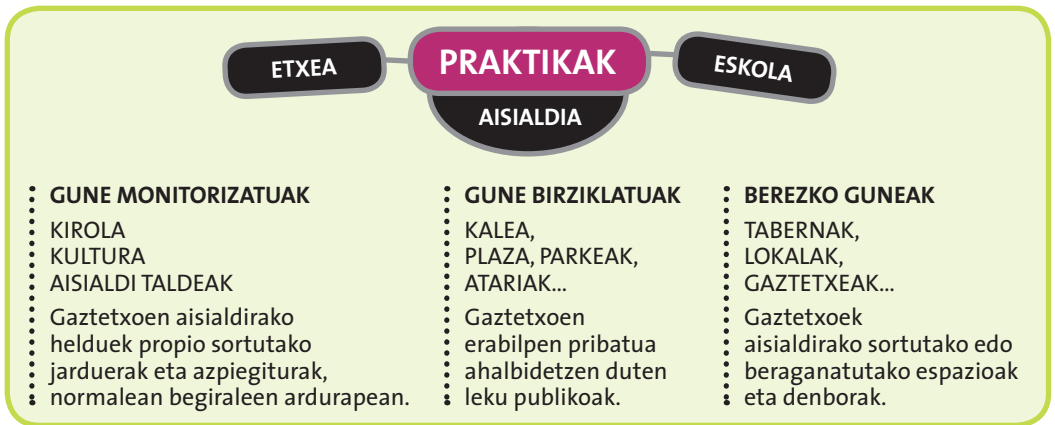 ETXEA
PRAKTIKAK
ESKOLA
AISIALDIA
GUNE MONITORIZATUAK
KIROLA
KULTURA
AISIALDI TALDEAK
Gaztetxoen aisialdirako
helduek propio sortutako
jarduerak eta azpiegiturak,
normalean begiraleen ardurapean.
GUNE BIRZIKLATUAK
KALEA,
PLAZA, PARKEAK,
ATARIAK...
Gaztetxoen
erabilpen pribatua
ahalbidetzen duten
leku publikoak.
BEREZKO GUNEAK
TABERNAK,
LOKALAK,
GAZTETXEAK...
Gaztetxoek
aisialdirako sortutako edo
beraganatutako espazioak
eta denborak.